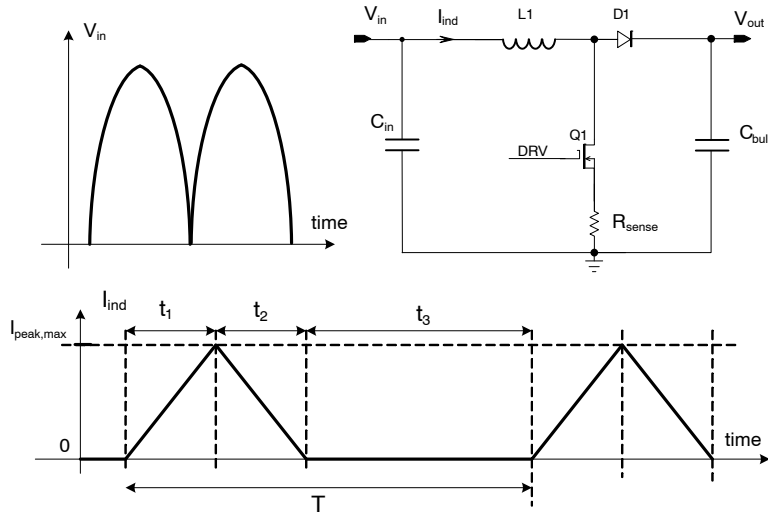 V_in
time
V_in
I_ind
L1
D1
V_out
C_in
Q1
DRV
C_bul
R_sense
I_ind
I_peak,max
t_1
t_2
t_3
0
time
T